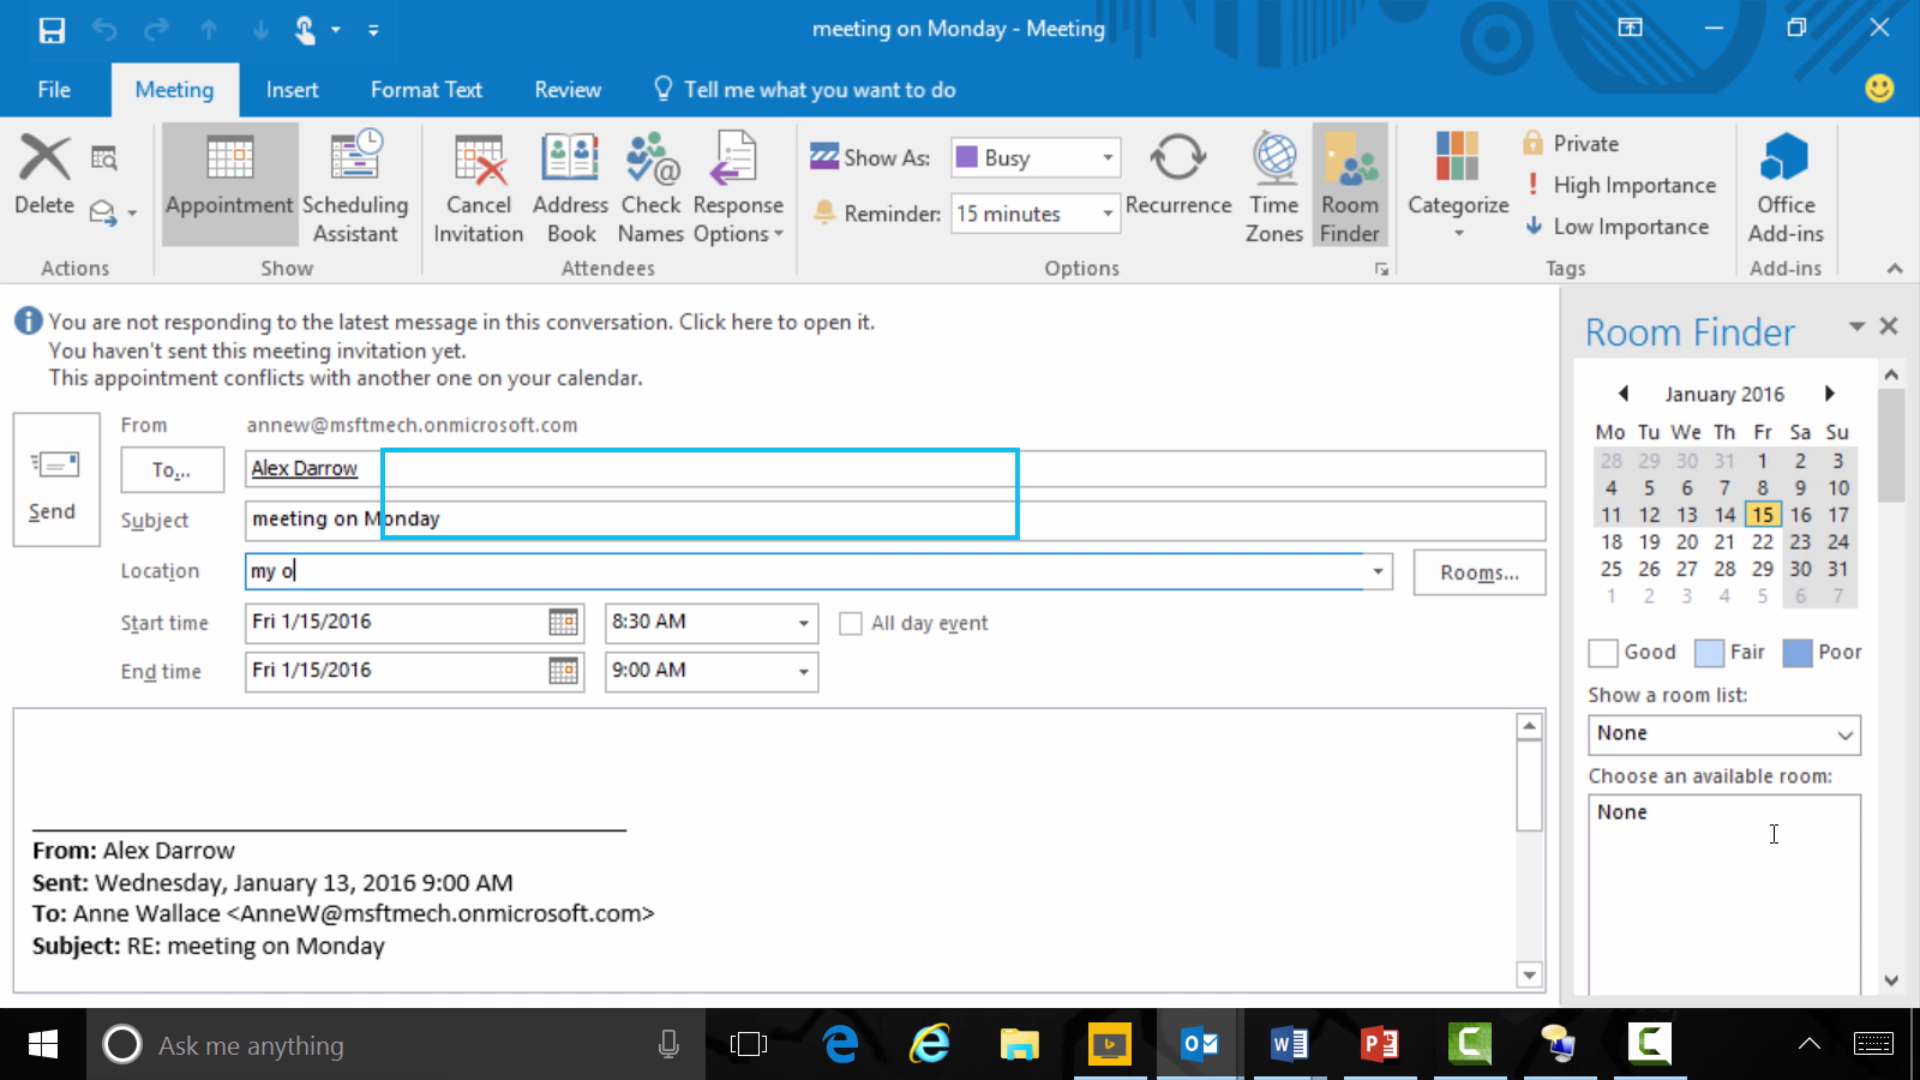 meeting on Monday - Meeting
File Meeting Insert Format Text Review Tell me what you want to do
Delete
Actions
Appointment
Scheduling
Assistant
Show
Cancel
Invitation
Address
Book
Check
Names
Response
Options
Attendees
Show As: Busy
Reminder: 15 minutes
Recurrence
Time
Zones
Room
Finder
Options
Categorize
Private
High Importance
Low Importance
Tags
Office
Add-ins
Add-ins
You are not responding to the latest message in this conversation. Click here to open it.
You haven't sent this meeting invitation yet.
This appointment conflicts with another one on your calendar.
Send
From annew@msftmech.onmicrosoft.com
To... Alex Darrow
Subject meeting on Monday
Location my o Rooms...
Start time Fri 1/15/2016 8:30 AM All day event
End time Fri 1/15/2016 9:00 AM
From: Alex Darrow
Sent: Wednesday, January 13, 2016 9:00 AM
To: Anne Wallace <AnneW@msftmech.onmicrosoft.com>
Subject: RE: meeting on Monday
Room Finder
January 2016
Mo Tu We Th Fr Sa Su
28 29 30 31 1 2 3
4 5 6 7 8 9 10
11 12 13 14 15 16 17
18 19 20 21 22 23 24
25 26 27 28 29 30 31
1 2 3 4 5 6 7
Good Fair Poor
Show a room list:
None
Choose an available room:
None
Ask me anything